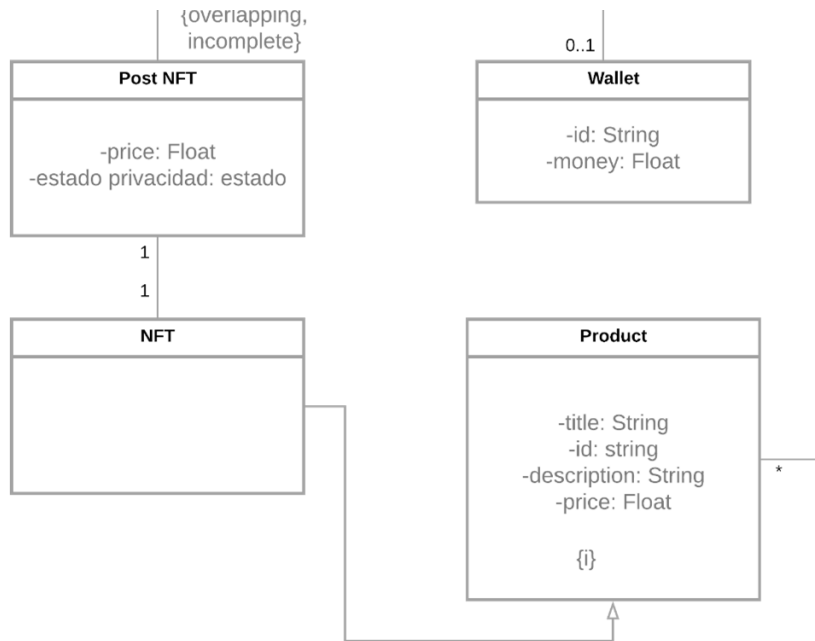 {overlapping,
incomplete}
Post NFT
-price: Float
-estado privacidad: estado
1
1
NFT
0..1
Wallet
-id: String
-money: Float
Product
-title: String
-id: string
-description: String
-price: Float
{i}
*